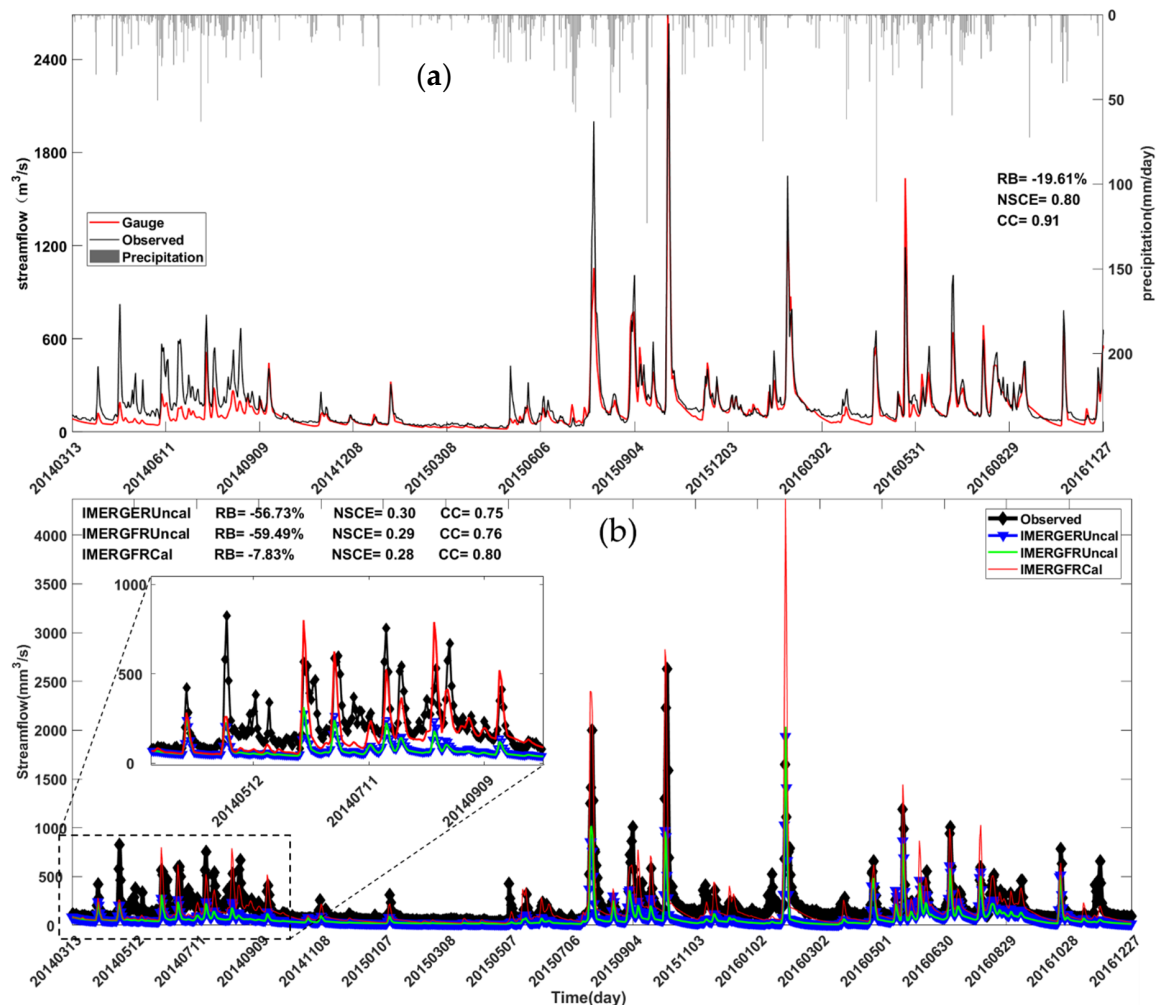 (a)
0
50
100
150
200
precipitation(mm/day)
2400
1800
1200
600
0
streamflow (m³/s)
RB= -19.61%
NSCE= 0.80
CC= 0.91
Gauge
Observed
Precipitation
20140313
20140611
20140909
20141208
20150308
20150606
20150904
20151203
20160302
20160531
20160829
20161127
IMERGERUncal RB= -56.73% NSCE= 0.30 CC= 0.75
IMERGFRUncal RB= -59.49% NSCE= 0.29 CC= 0.76
IMERGFRCal RB= -7.83% NSCE= 0.28 CC= 0.80
(b)
Observed
IMERGERUncal
IMERGFRUncal
IMERGFRCal
4000
3500
3000
2500
2000
1500
1000
500
0
Streamflow(mm³/s)
1000
500
0
20140512
20140711
20140909
20140313
20140512
20140711
20140909
20141108
20150107
20150308
20150507
20150706
20150904
20151103
20160102
20160302
20160501
20160630
20160829
20161028
20161227
Time(day)